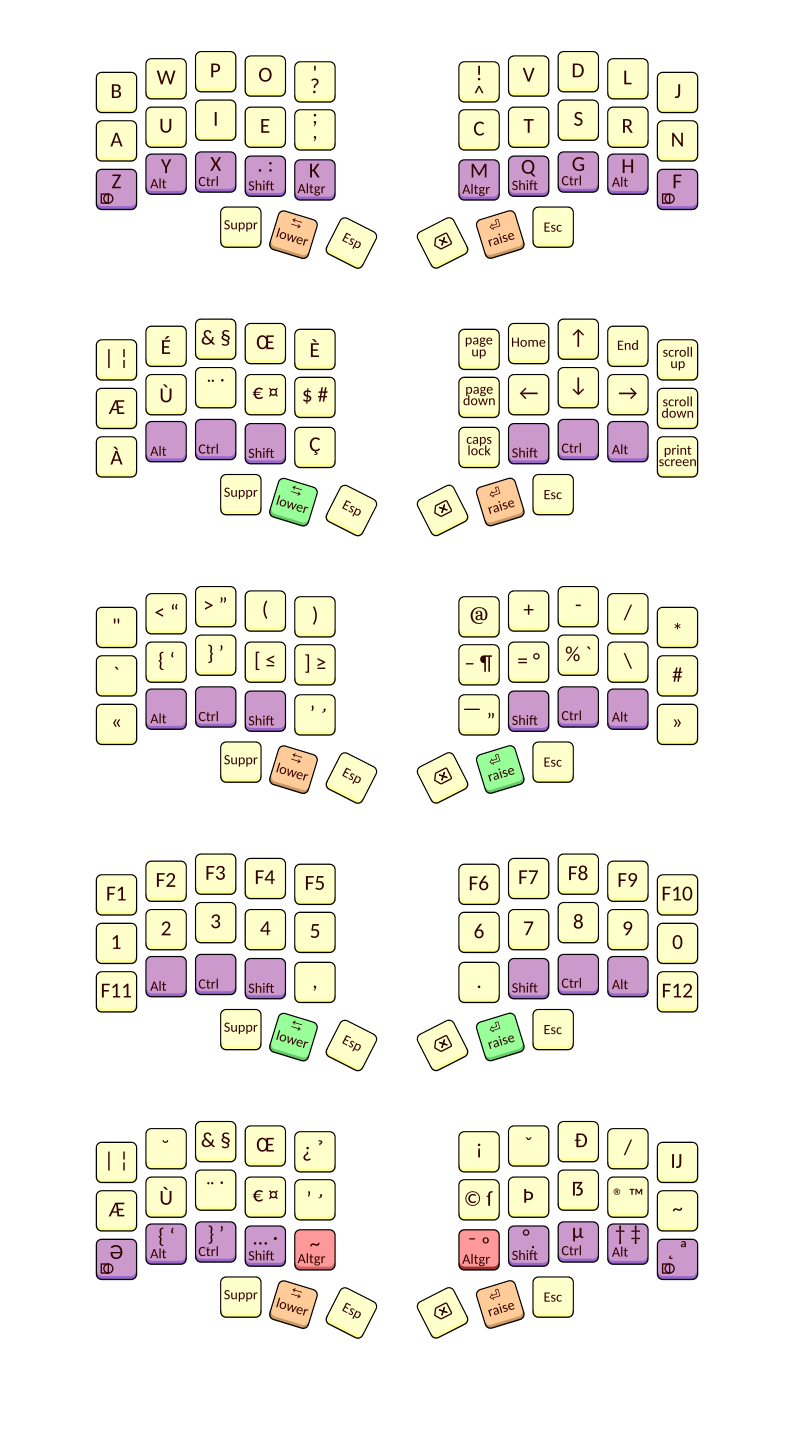 B W P O ' ? ! ^ V D L J
A U I E ; , C T S R N
Z Y Alt X Ctrl . : Shift K Altgr M Altgr Q Shift G Ctrl H Alt F
Suppr ⇆ lower Esp ⌫ ⏎ raise Esc
| ¦ É & § Œ È page up Home ↑ End scroll up
Æ Ù ¨ ˙ € ¤ $ # page down ← ↓ → scroll down
À Alt Ctrl Shift Ç caps lock Shift Ctrl Alt print screen
Suppr ⇆ lower Esp ⌫ ⏎ raise Esc
" < “ > ” ( ) @ + - / *
` { ‘ } ’ [ ≤ ] ≥ – ¶ = ° % ` \ #
« Alt Ctrl Shift — „ Shift Ctrl Alt »
Suppr ⇆ lower Esp ⌫ ⏎ raise Esc
F1 F2 F3 F4 F5 F6 F7 F8 F9 F10
1 2 3 4 5 6 7 8 9 0
F11 Alt Ctrl Shift , . Shift Ctrl Alt F12
Suppr ⇆ lower Esp ⌫ ⏎ raise Esc
| ¦ ˘ & § Œ ¿ ¡ ˇ Đ / IJ
Æ Ù ¨ ˙ € ¤ © ſ Þ ẞ ® ™ ~
Ə { ‘ Alt } ’ Ctrl … · Shift ~ Altgr ¯ º Altgr Shift µ Ctrl † ‡ Alt ª
Suppr ⇆ lower Esp ⌫ ⏎ raise Esc